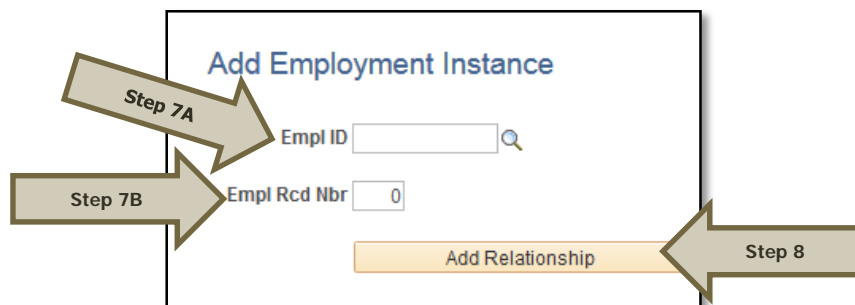 Add Employment Instance
Step 7A
Empl ID
Step 7B
Empl Rcd Nbr 0
Add Relationship
Step 8